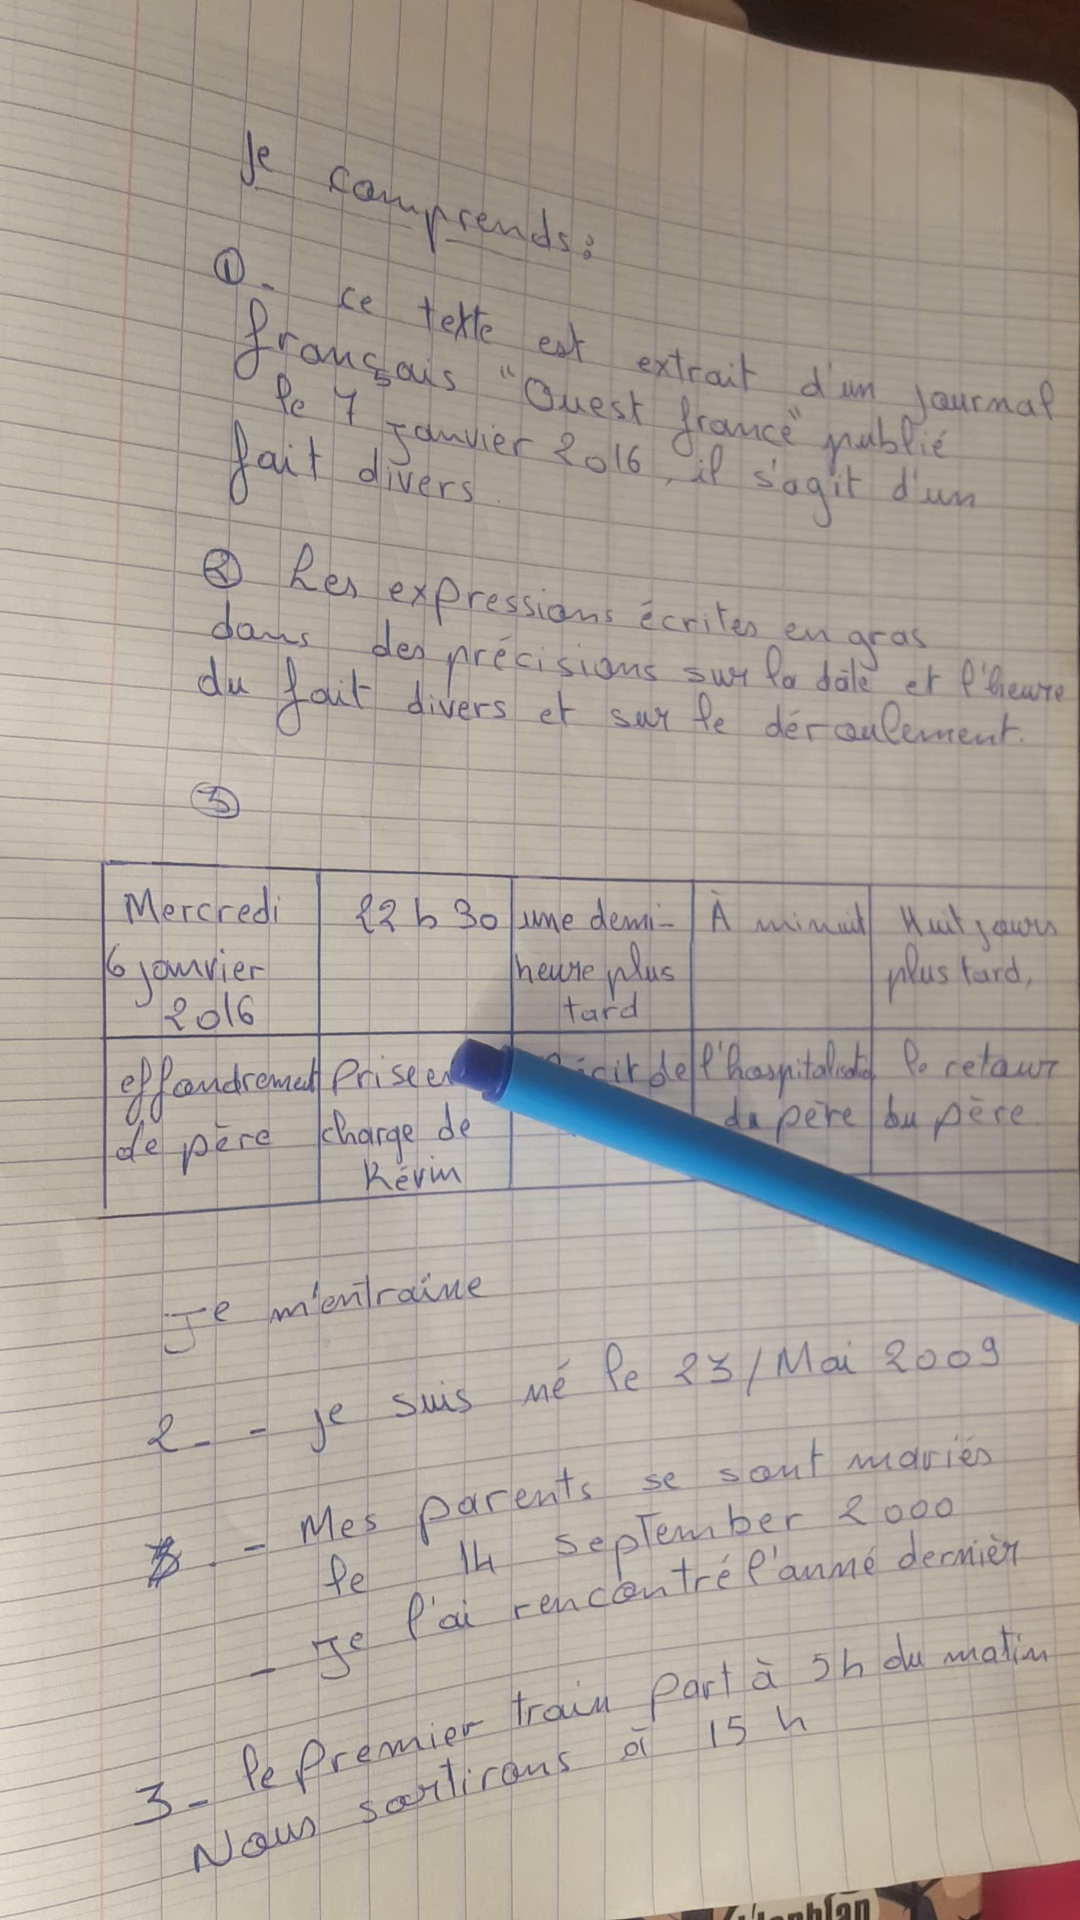 Je comprends:
①. ce texte est extrait d'un journal
français "Ouest france" publié
le 7 janvier 2016, il s'agit d'un
fait divers.
② Les expressions écrites en gras
dans des précisions sur la date et l'heure
du fait divers et sur le déroulement.
③
Mercredi 6 janvier 2016
22 h 30
une demi-heure plus tard
À minuit
Huit jours plus tard,
effondrement de père
Prise en charge de Kévin
de
l'hospitalisation du père
le retour du père
Je m'entraine
2 - - je suis né le 23/Mai 2009
- Mes parents se sont mariés
le 14 september 2000
- Je l'ai rencontré l'anné dernièr
3 - le premier train part à 5h du matin
Nous sortirons à 15 h